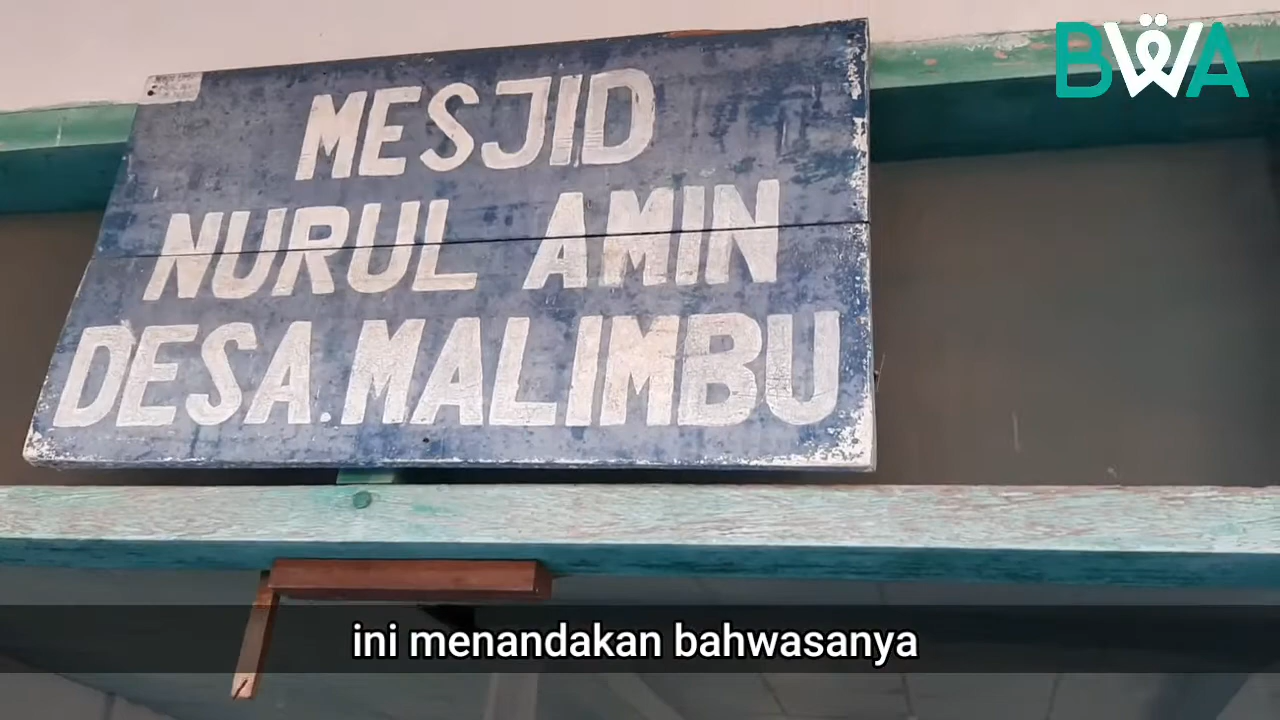 BWA
MESJID
NURUL AMIN
DESA.MALIMBU
ini menandakan bahwasanya